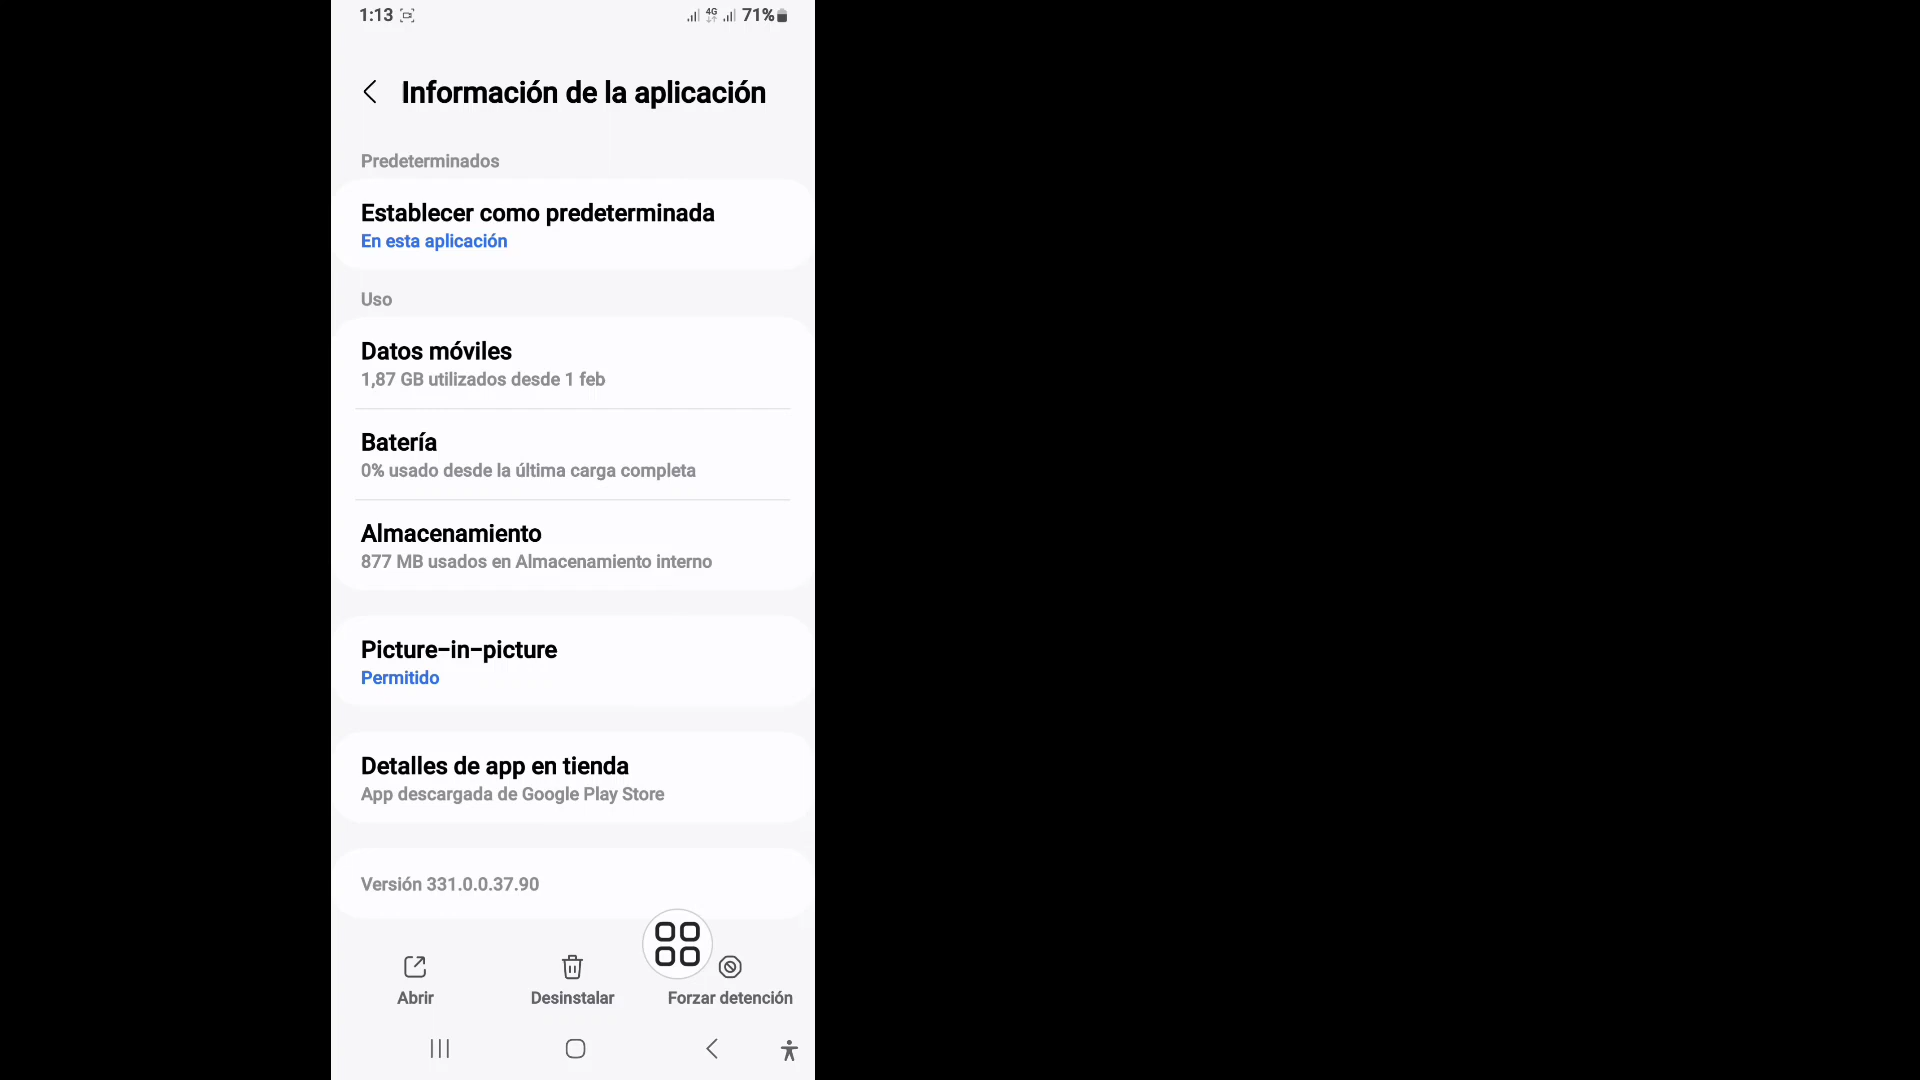 1:13 4G 71%
Información de la aplicación
Predeterminados
Establecer como predeterminada
En esta aplicación
Uso
Datos móviles
1,87 GB utilizados desde 1 feb
Batería
0% usado desde la última carga completa
Almacenamiento
877 MB usados en Almacenamiento interno
Picture-in-picture
Permitido
Detalles de app en tienda
App descargada de Google Play Store
Versión 331.0.0.37.90
Abrir Desinstalar Forzar detención